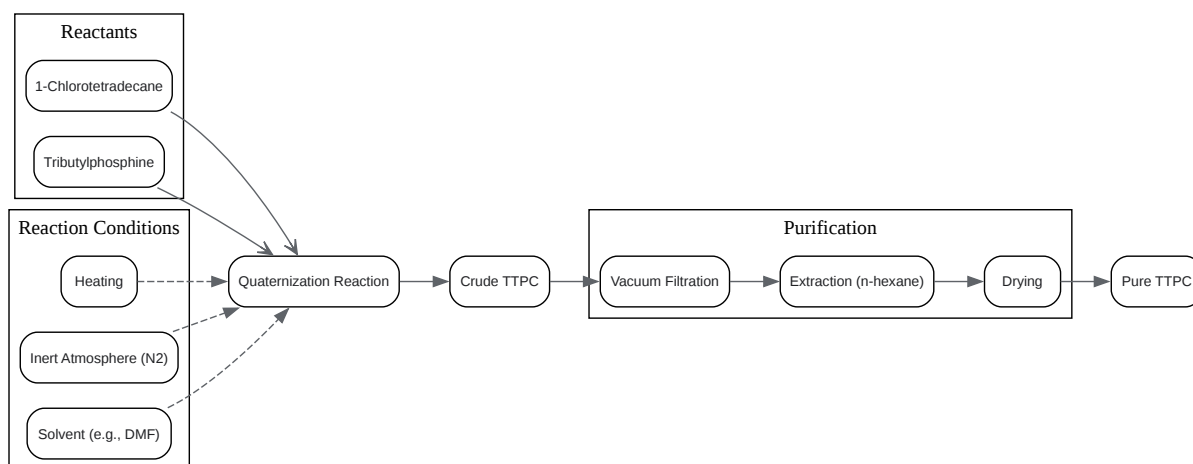 Reactants
1-Chlorotetradecane
Tributylphosphine
Reaction Conditions
Heating
Inert Atmosphere (N2)
Solvent (e.g., DMF)
Quaternization Reaction
Crude TTPC
Purification
Vacuum Filtration
Extraction (n-hexane)
Drying
Pure TTPC